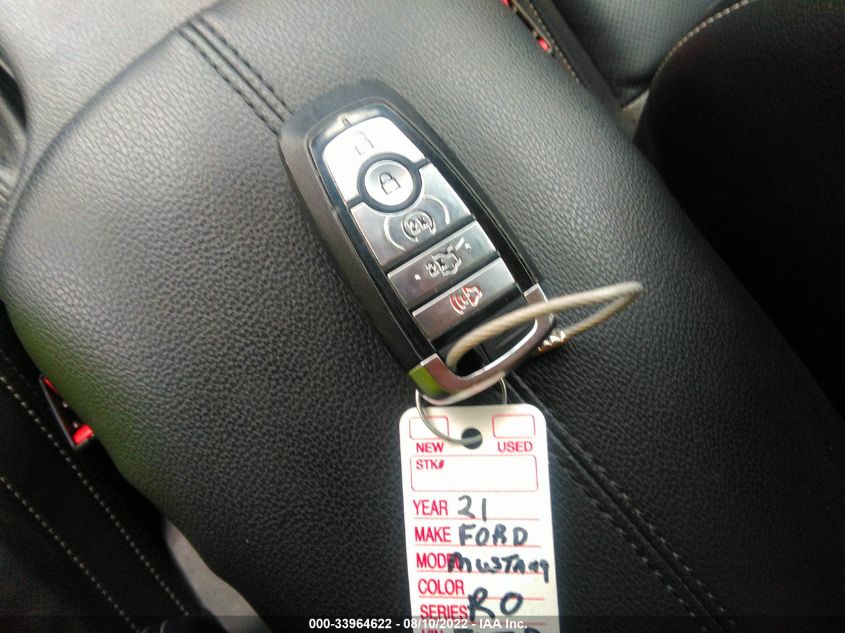 NEW USED
STK#
YEAR 21
MAKE FORD
MODEL mustang
COLOR
SERIES RO
000-33964622 - 08/10/2022 - IAA Inc.